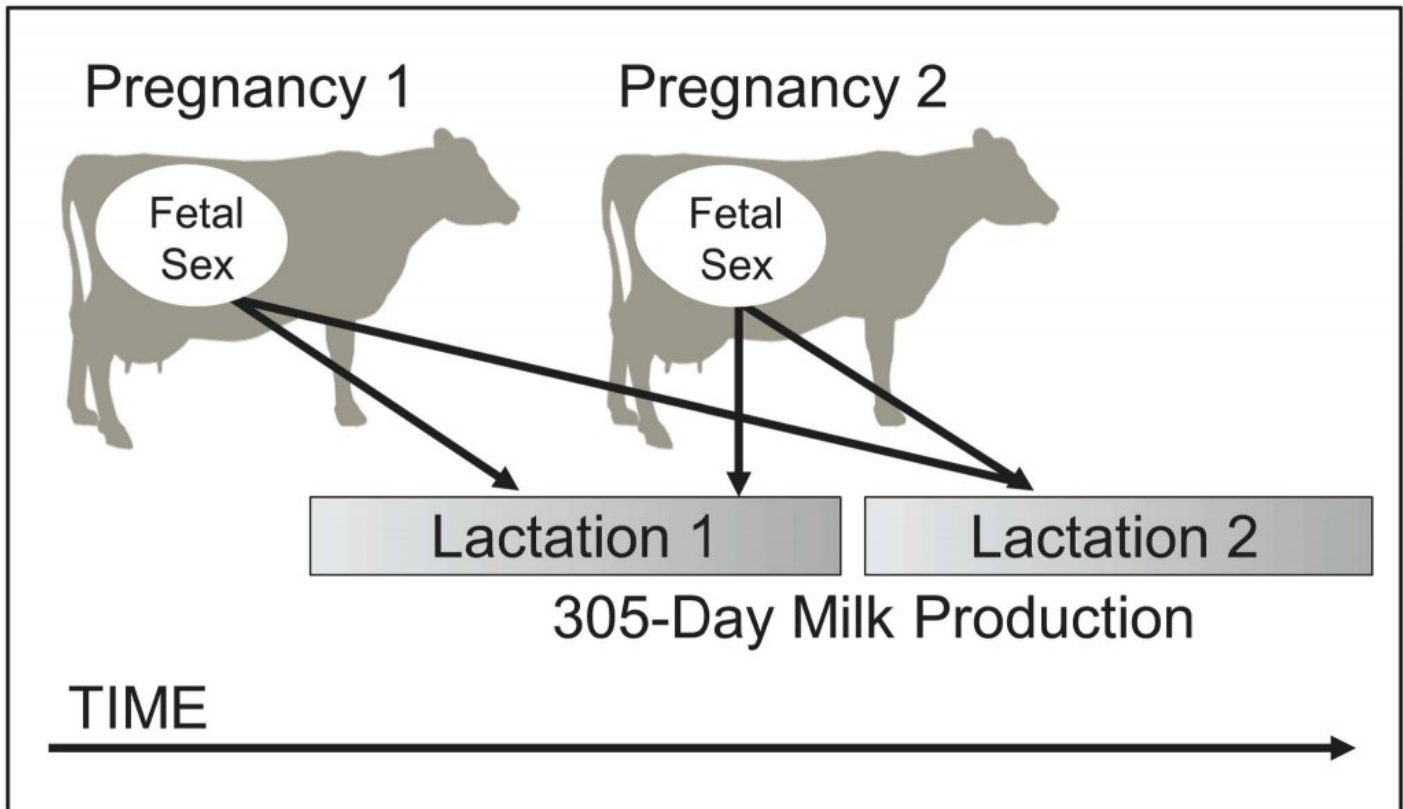 Pregnancy 1
Pregnancy 2
Fetal
Sex
Fetal
Sex
Lactation 1
Lactation 2
305-Day Milk Production
TIME